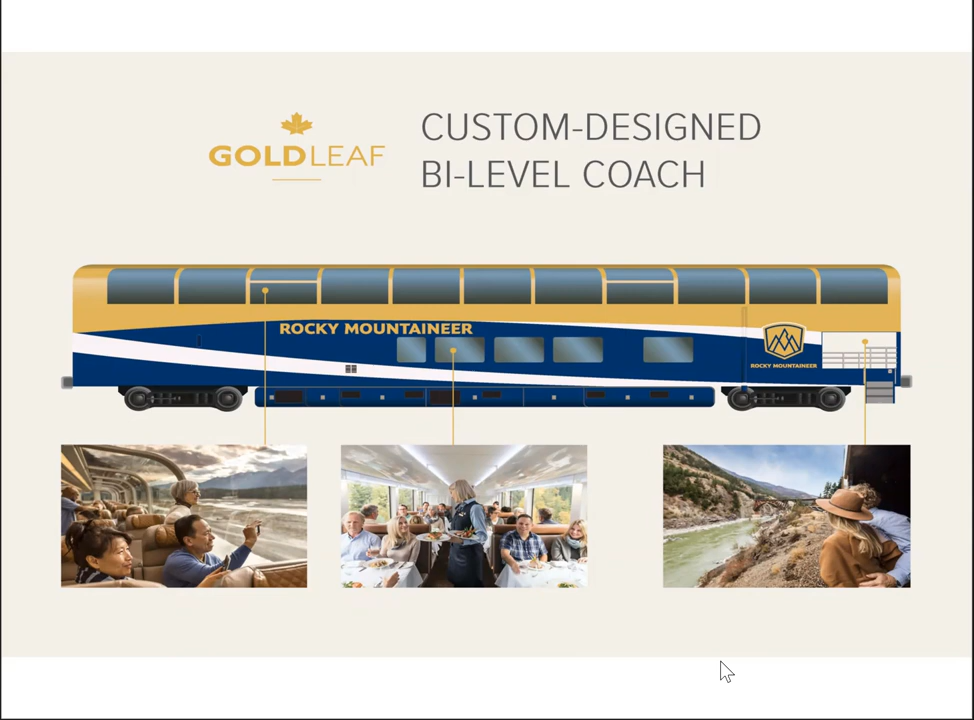 GOLDLEAF
CUSTOM-DESIGNED
BI-LEVEL COACH
ROCKY MOUNTAINEER
ROCKY MOUNTAINEER